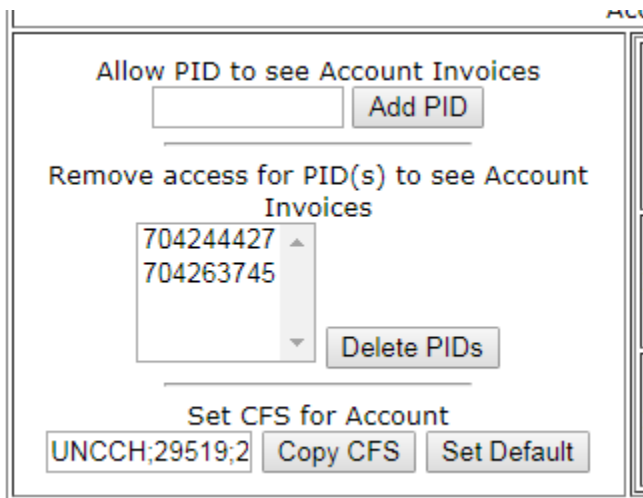 Allow PID to see Account Invoices
Add PID
Remove access for PID(s) to see Account
Invoices
704244427
704263745
Delete PIDs
Set CFS for Account
UNCCH;29519;2 Copy CFS Set Default